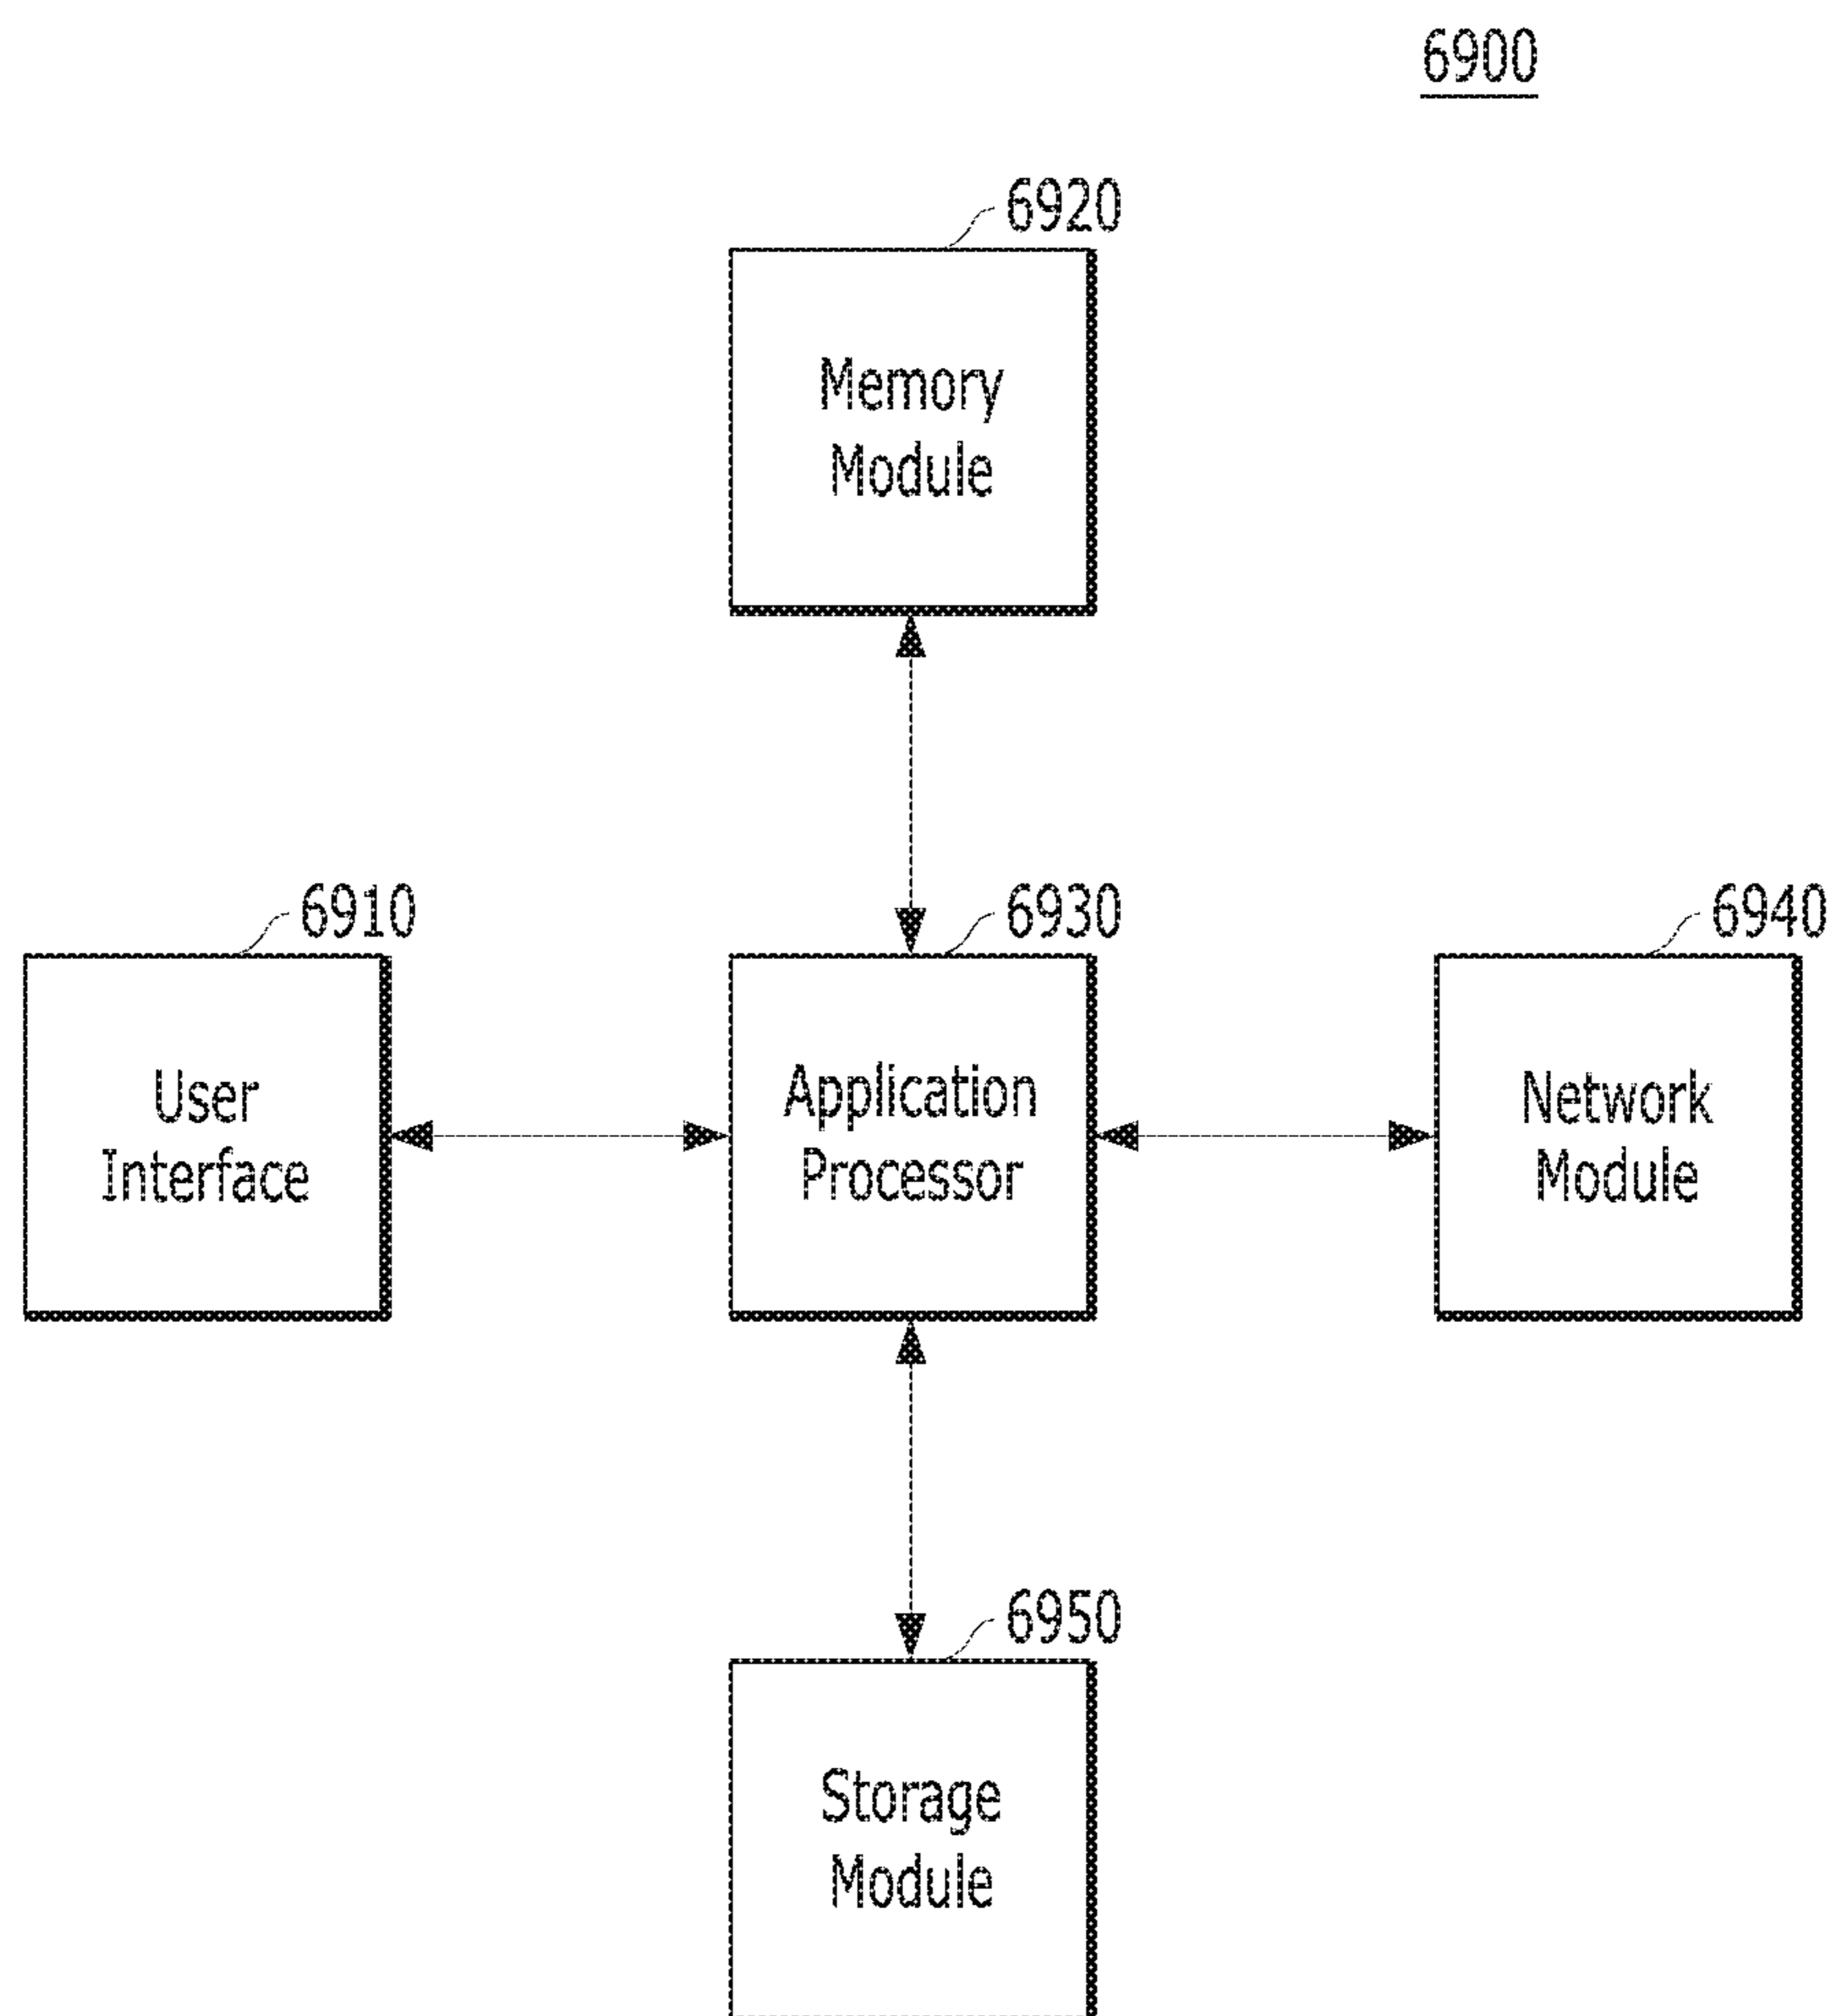 6900
6920
Memory
Module
6910
User
Interface
6930
Application
Processor
6940
Network
Module
6950
Storage
Module